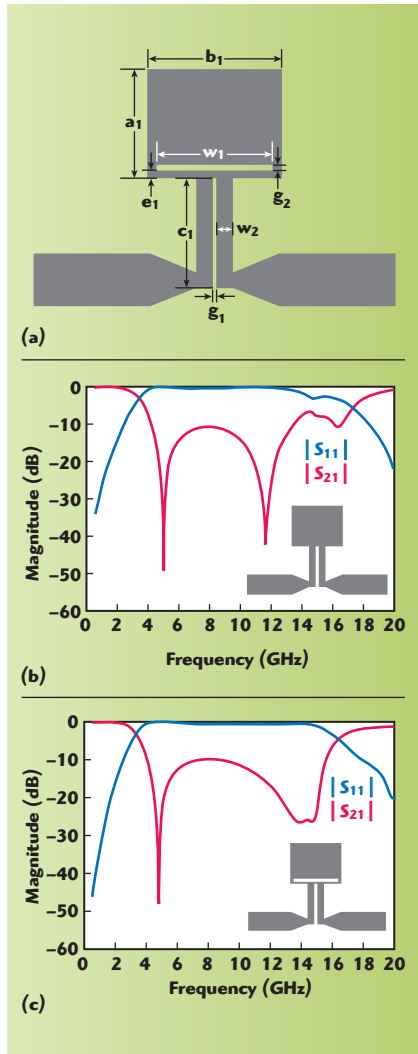 b1
a1
w1
e1
g2
c1
w2
g1
(a)
0
−10
−20
−30
−40
−50
−60
Magnitude (dB)
|S11|
|S21|
0 2 4 6 8 10 12 14 16 18 20
Frequency (GHz)
(b)
0
−10
−20
−30
−40
−50
−60
Magnitude (dB)
|S11|
|S21|
0 2 4 6 8 10 12 14 16 18 20
Frequency (GHz)
(c)